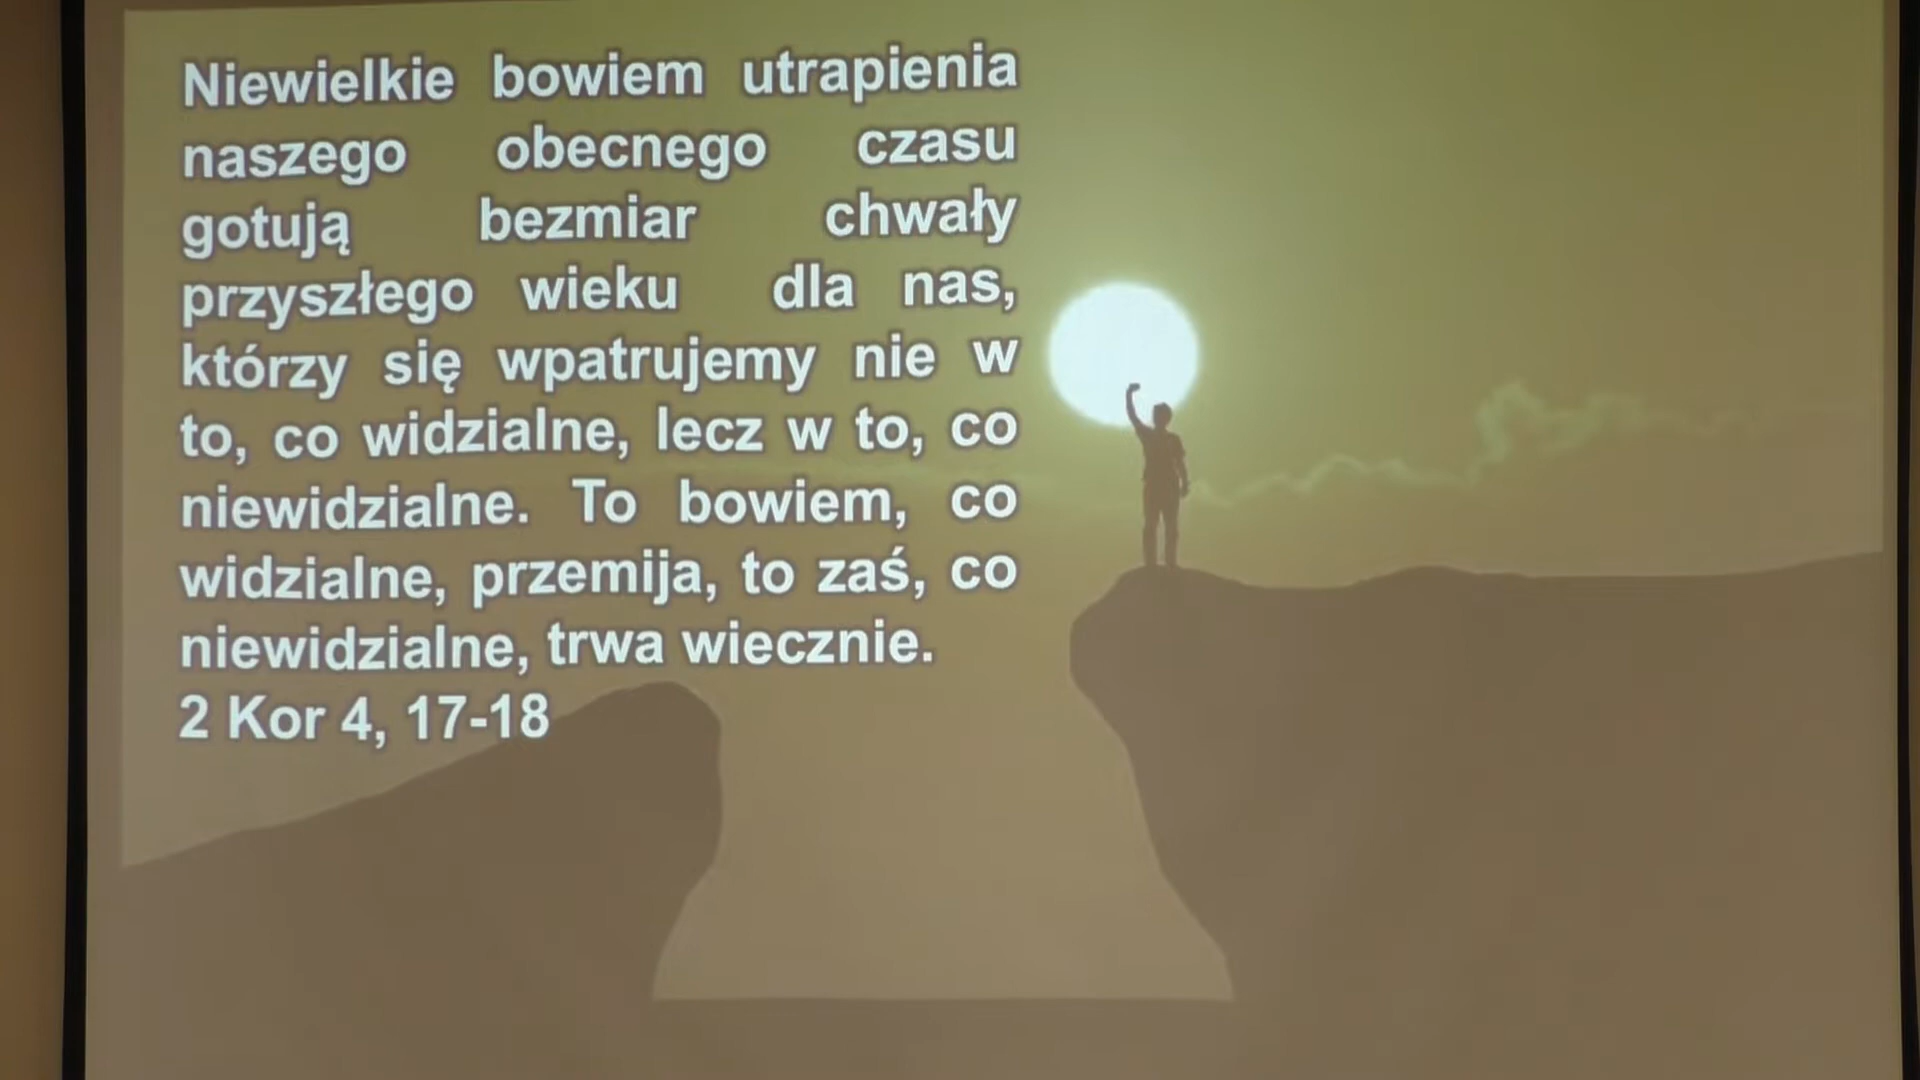 Niewielkie bowiem utrapienia
naszego obecnego czasu
gotują bezmiar chwały
przyszłego wieku dla nas,
którzy się wpatrujemy nie w
to, co widzialne, lecz w to, co
niewidzialne. To bowiem, co
widzialne, przemija, to zaś, co
niewidzialne, trwa wiecznie.
2 Kor 4, 17-18